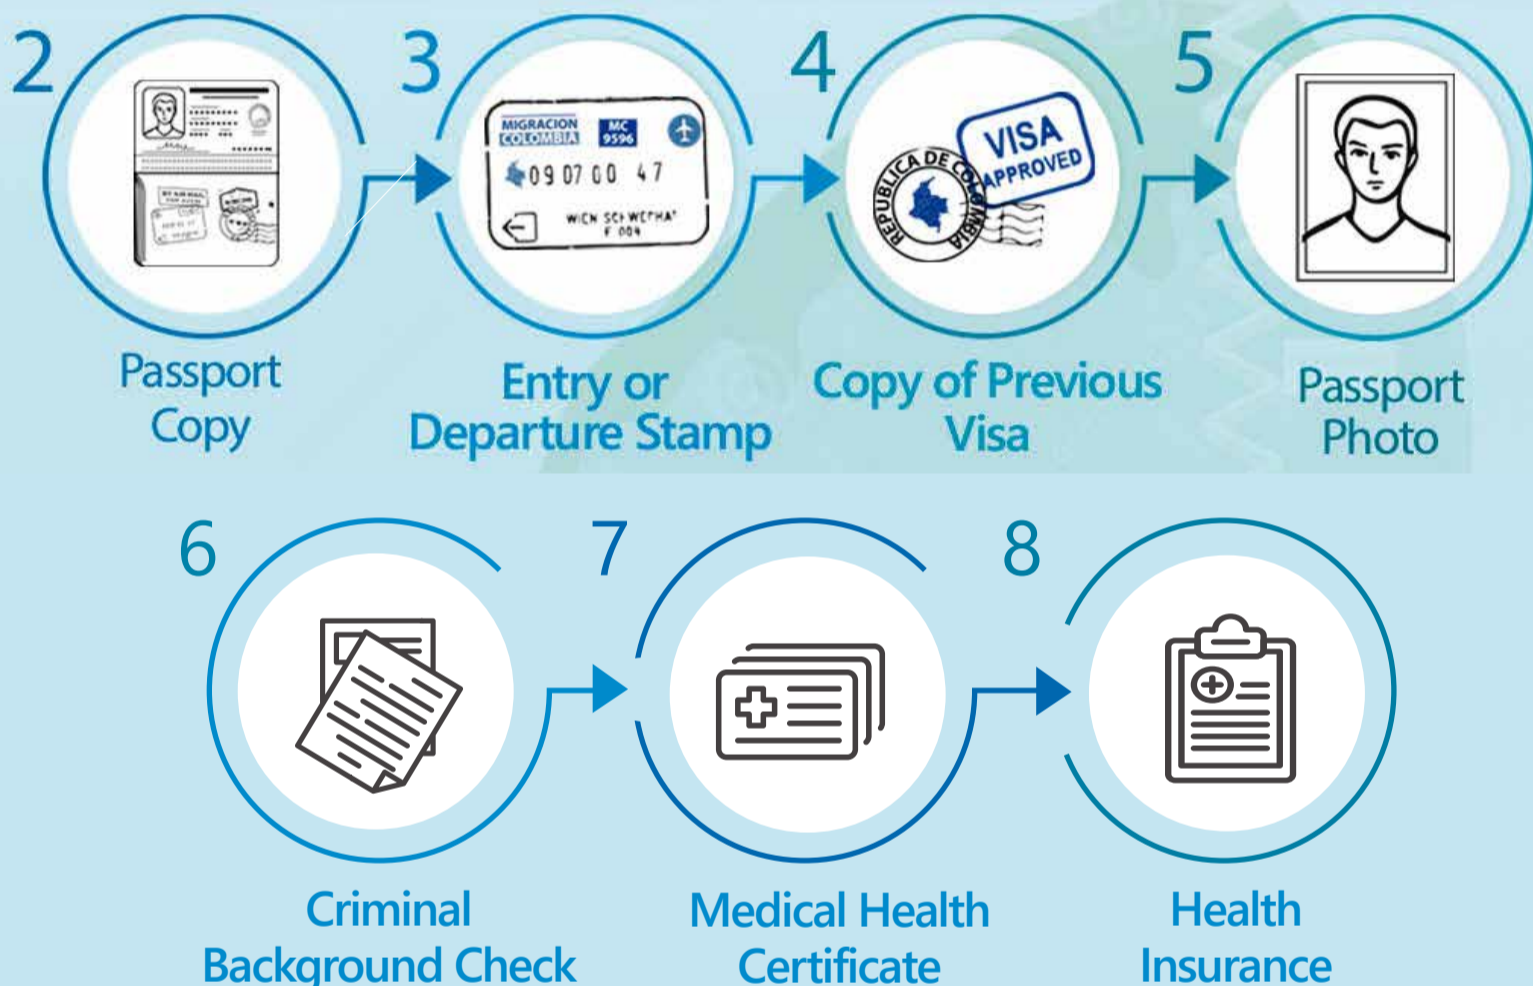 2
3
4
5
MIGRACION
COLOMBIA
MC
9596
09 07 00 47
F 004
VISA
APPROVED
REPUBLICA DE COLOMBIA
Passport
Copy
Entry or
Departure Stamp
Copy of Previous
Visa
Passport
Photo
6
7
8
Criminal
Background Check
Medical Health
Certificate
Health
Insurance